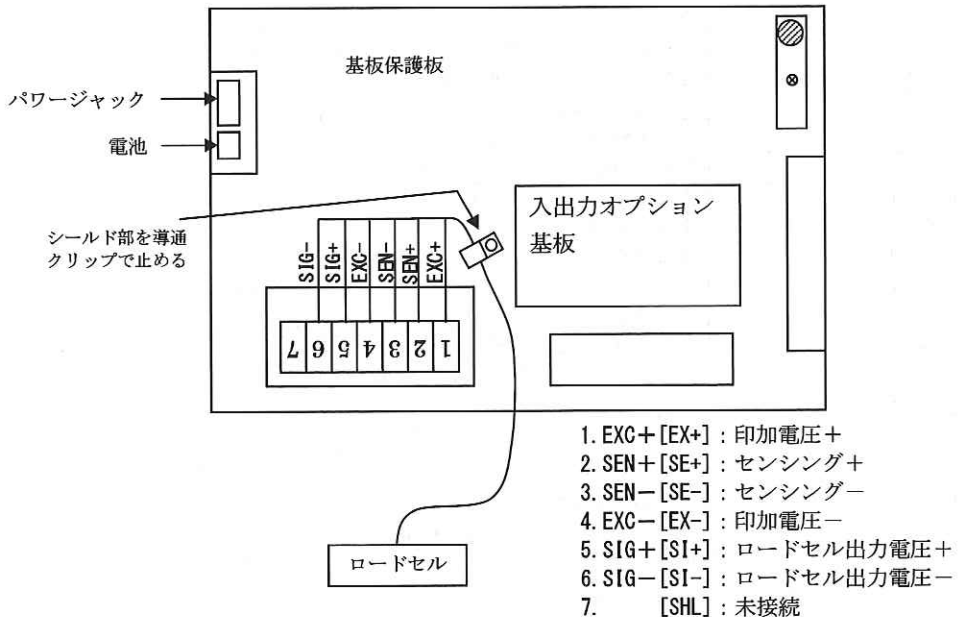 基板保護板
パワージャック
電池
シールド部を導通
クリップで止める
入出力オプション
基板
SIG-
SIG+
EXC-
SEN-
SEN+
EXC+
7 6 5 4 3 2 1
ロードセル
1. EXC+[EX+]:印加電圧+
2. SEN+[SE+]:センシング+
3. SEN-[SE-]:センシング-
4. EXC-[EX-]:印加電圧-
5. SIG+[SI+]:ロードセル出力電圧+
6. SIG-[SI-]:ロードセル出力電圧-
7. [SHL]:未接続